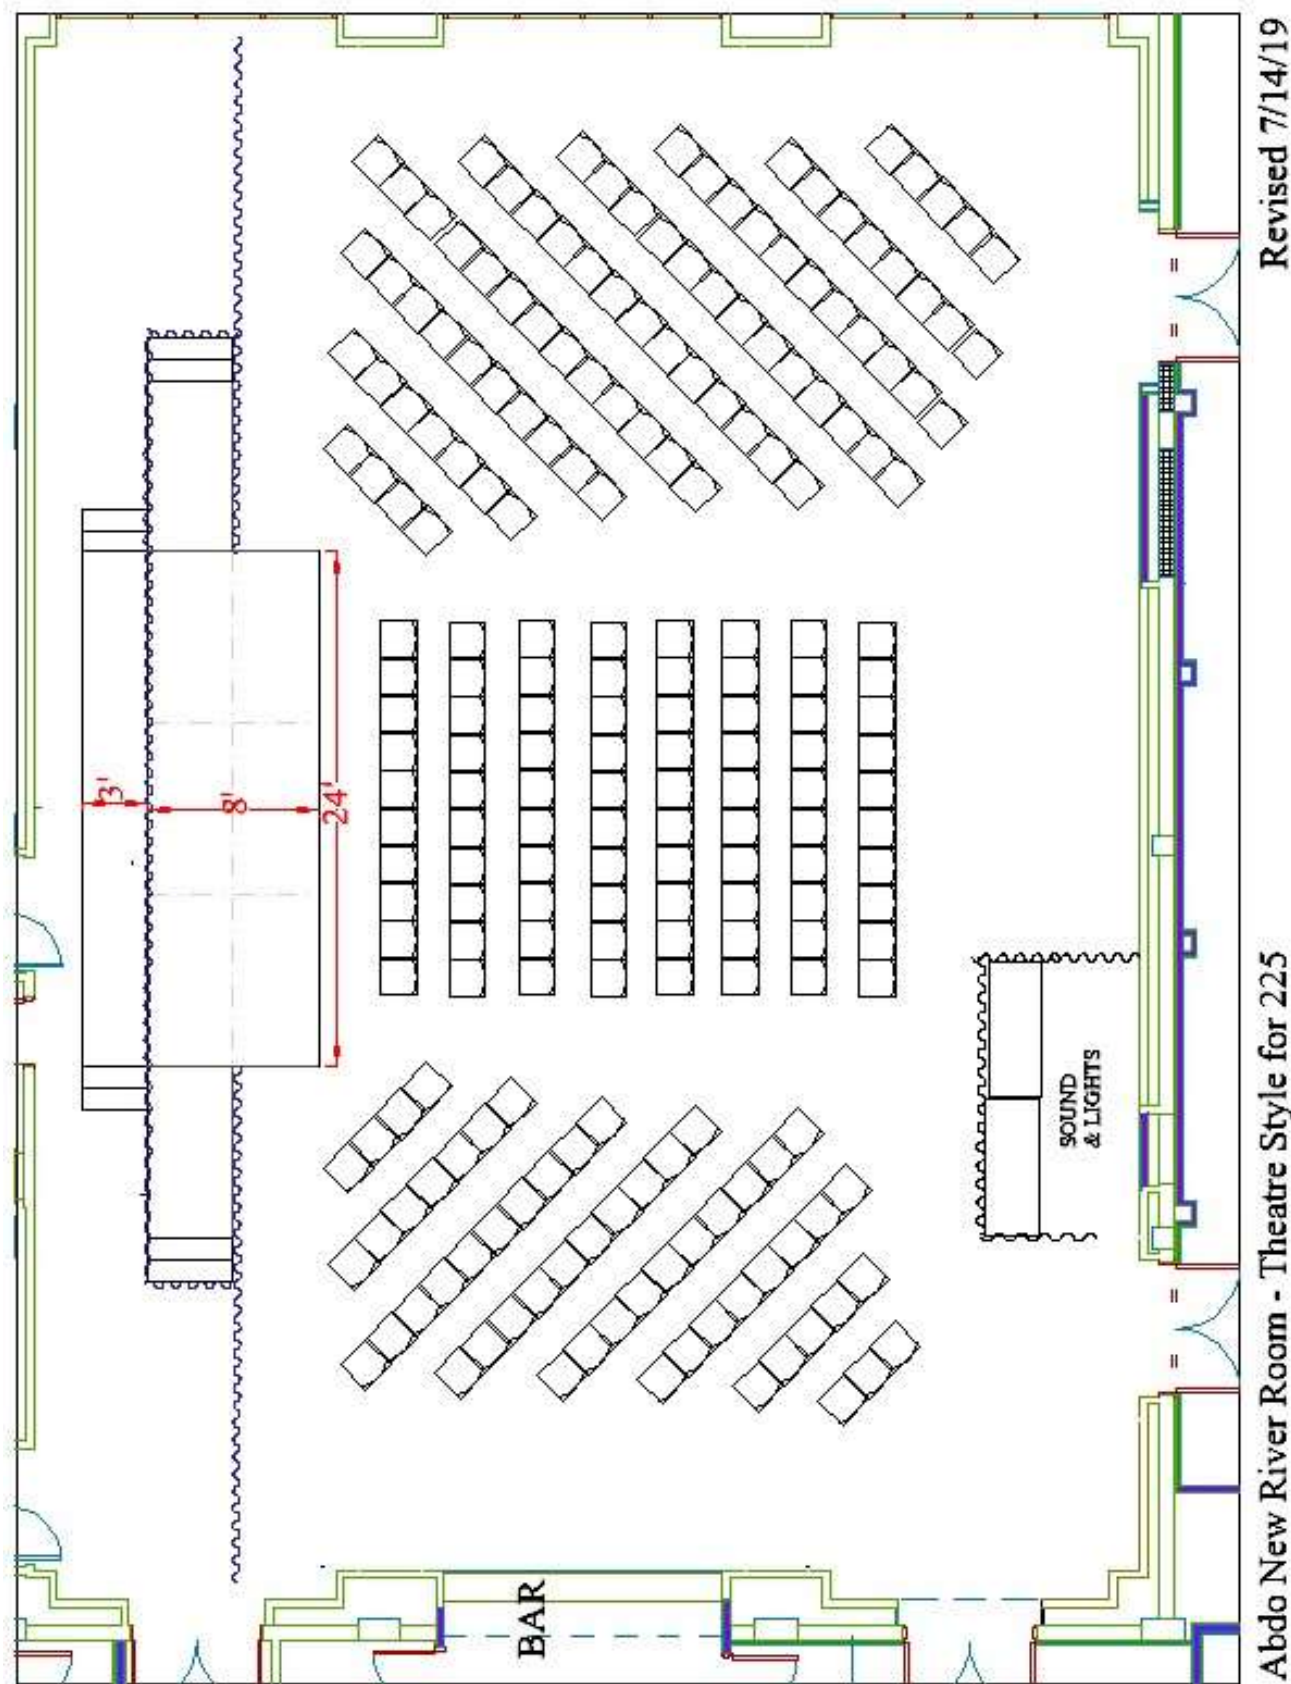 3'
8'
24'
SOUND
& LIGHTS
BAR
Abdo New River Room - Theatre Style for 225
Revised 7/14/19